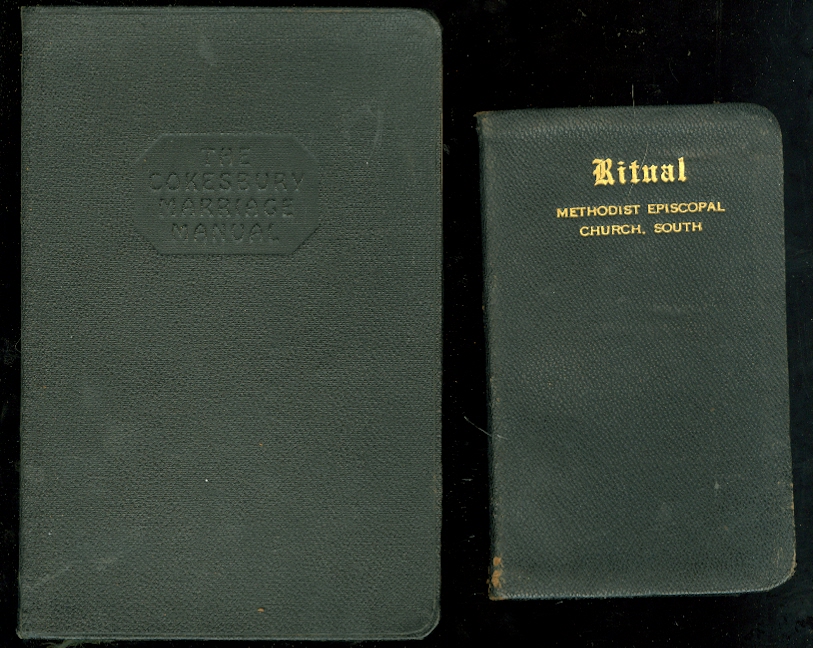 THE
COKESBURY
MARRIAGE
MANUAL
Ritual
METHODIST EPISCOPAL
CHURCH, SOUTH